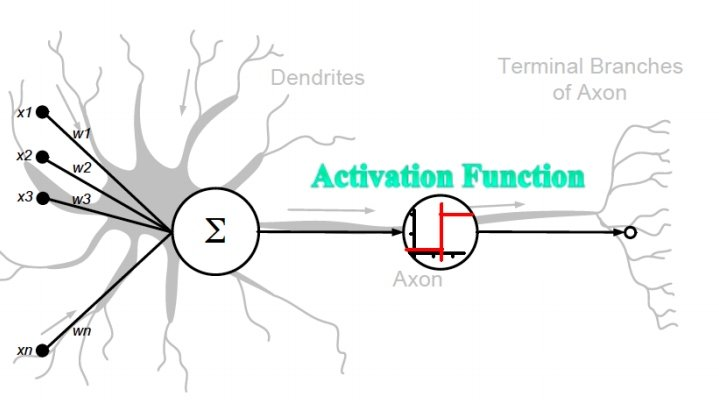 Dendrites
Terminal Branches
of Axon
x1
w1
x2
w2
x3
w3
Activation Function
Σ
Axon
xn
wn